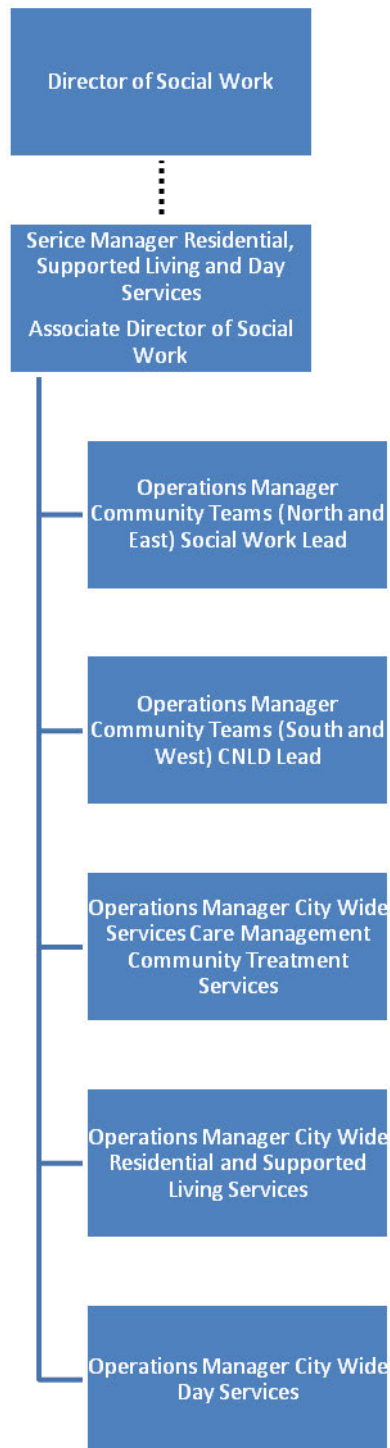 Director of Social Work
Serice Manager Residential,
Supported Living and Day
Services
Associate Director of Social
Work
Operations Manager
Community Teams (North and
East) Social Work Lead
Operations Manager
Community Teams (South and
West) CNLD Lead
Operations Manager City Wide
Services Care Management
Community Treatment
Services
Operations Manager City Wide
Residential and Supported
Living Services
Operations Manager City Wide
Day Services